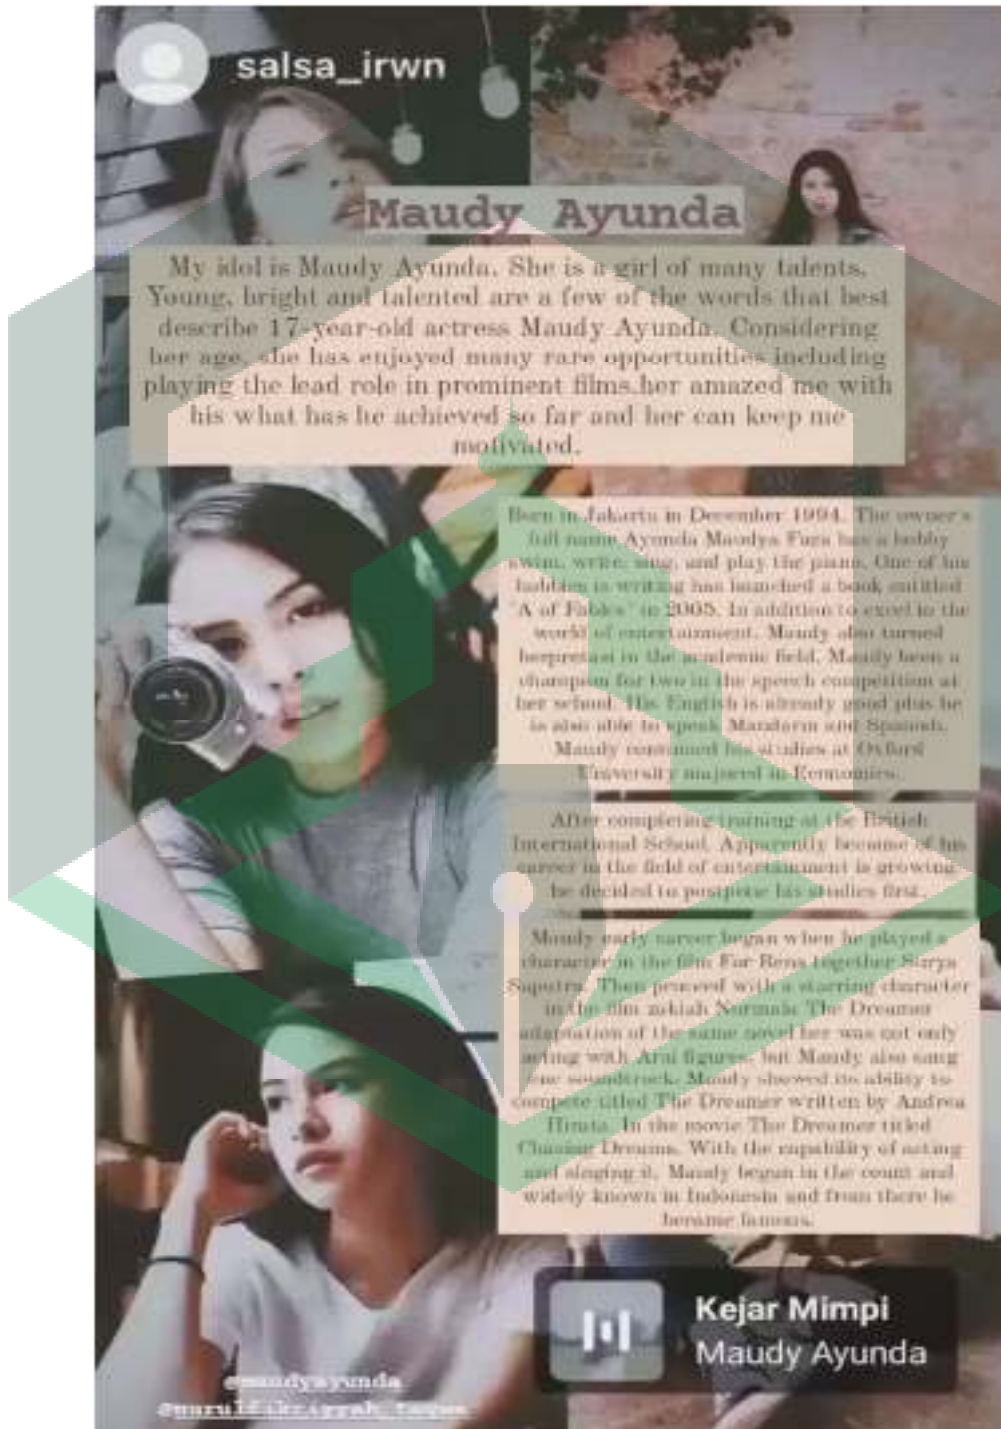 salsa_irwn
Maudy Ayunda
My idol is Maudy Ayunda. She is a girl of many talents.
Young, bright and talented are a few of the words that best
describe 17-year-old actress Maudy Ayunda. Considering
her age, she has enjoyed many rare opportunities including
playing the lead role in prominent films.her amazed me with
his what has he achieved so far and her can keep me
motivated.
Born in Jakarta in December 1994. The owner's
full name Ayunda Maudya Faza has a hobby
swim, write, sing, and play the piano. One of his
hobbies is writing has launched a book entitled
"A of Fables" in 2005. In addition to excel in the
world of entertainment. Maudy also turned
berpretasi in the academic field. Maudy been a
champion for two in the speech competition at
her school. His English is already good plus he
is also able to speak Mandarin and Spanish.
Maudy continued his studies at Oxford
University majored in Economics.
After completing training at the British
International School. Apparently because of his
career in the field of entertainment is growing,
he decided to postpone his studies first.
Maudy early career began when he played a
character in the film For Rena together Surya
Saputra. Then proceed with a starring character
in the film zakiah Nurmala The Dreamer
adaptation of the same novel her was not only
acting with Arai figures, but Maudy also sang
soundtrack. Maudy showed its ability to
compete titled The Dreamer written by Andrea
Hirata. In the movie The Dreamer titled
Chasing Dreams. With the capability of acting
and singing it, Maudy began in the count and
widely known in Indonesia and from there he
became famous.
Kejar Mimpi
Maudy Ayunda
@maudyayunda
@nurulfikriyyah_taqwa